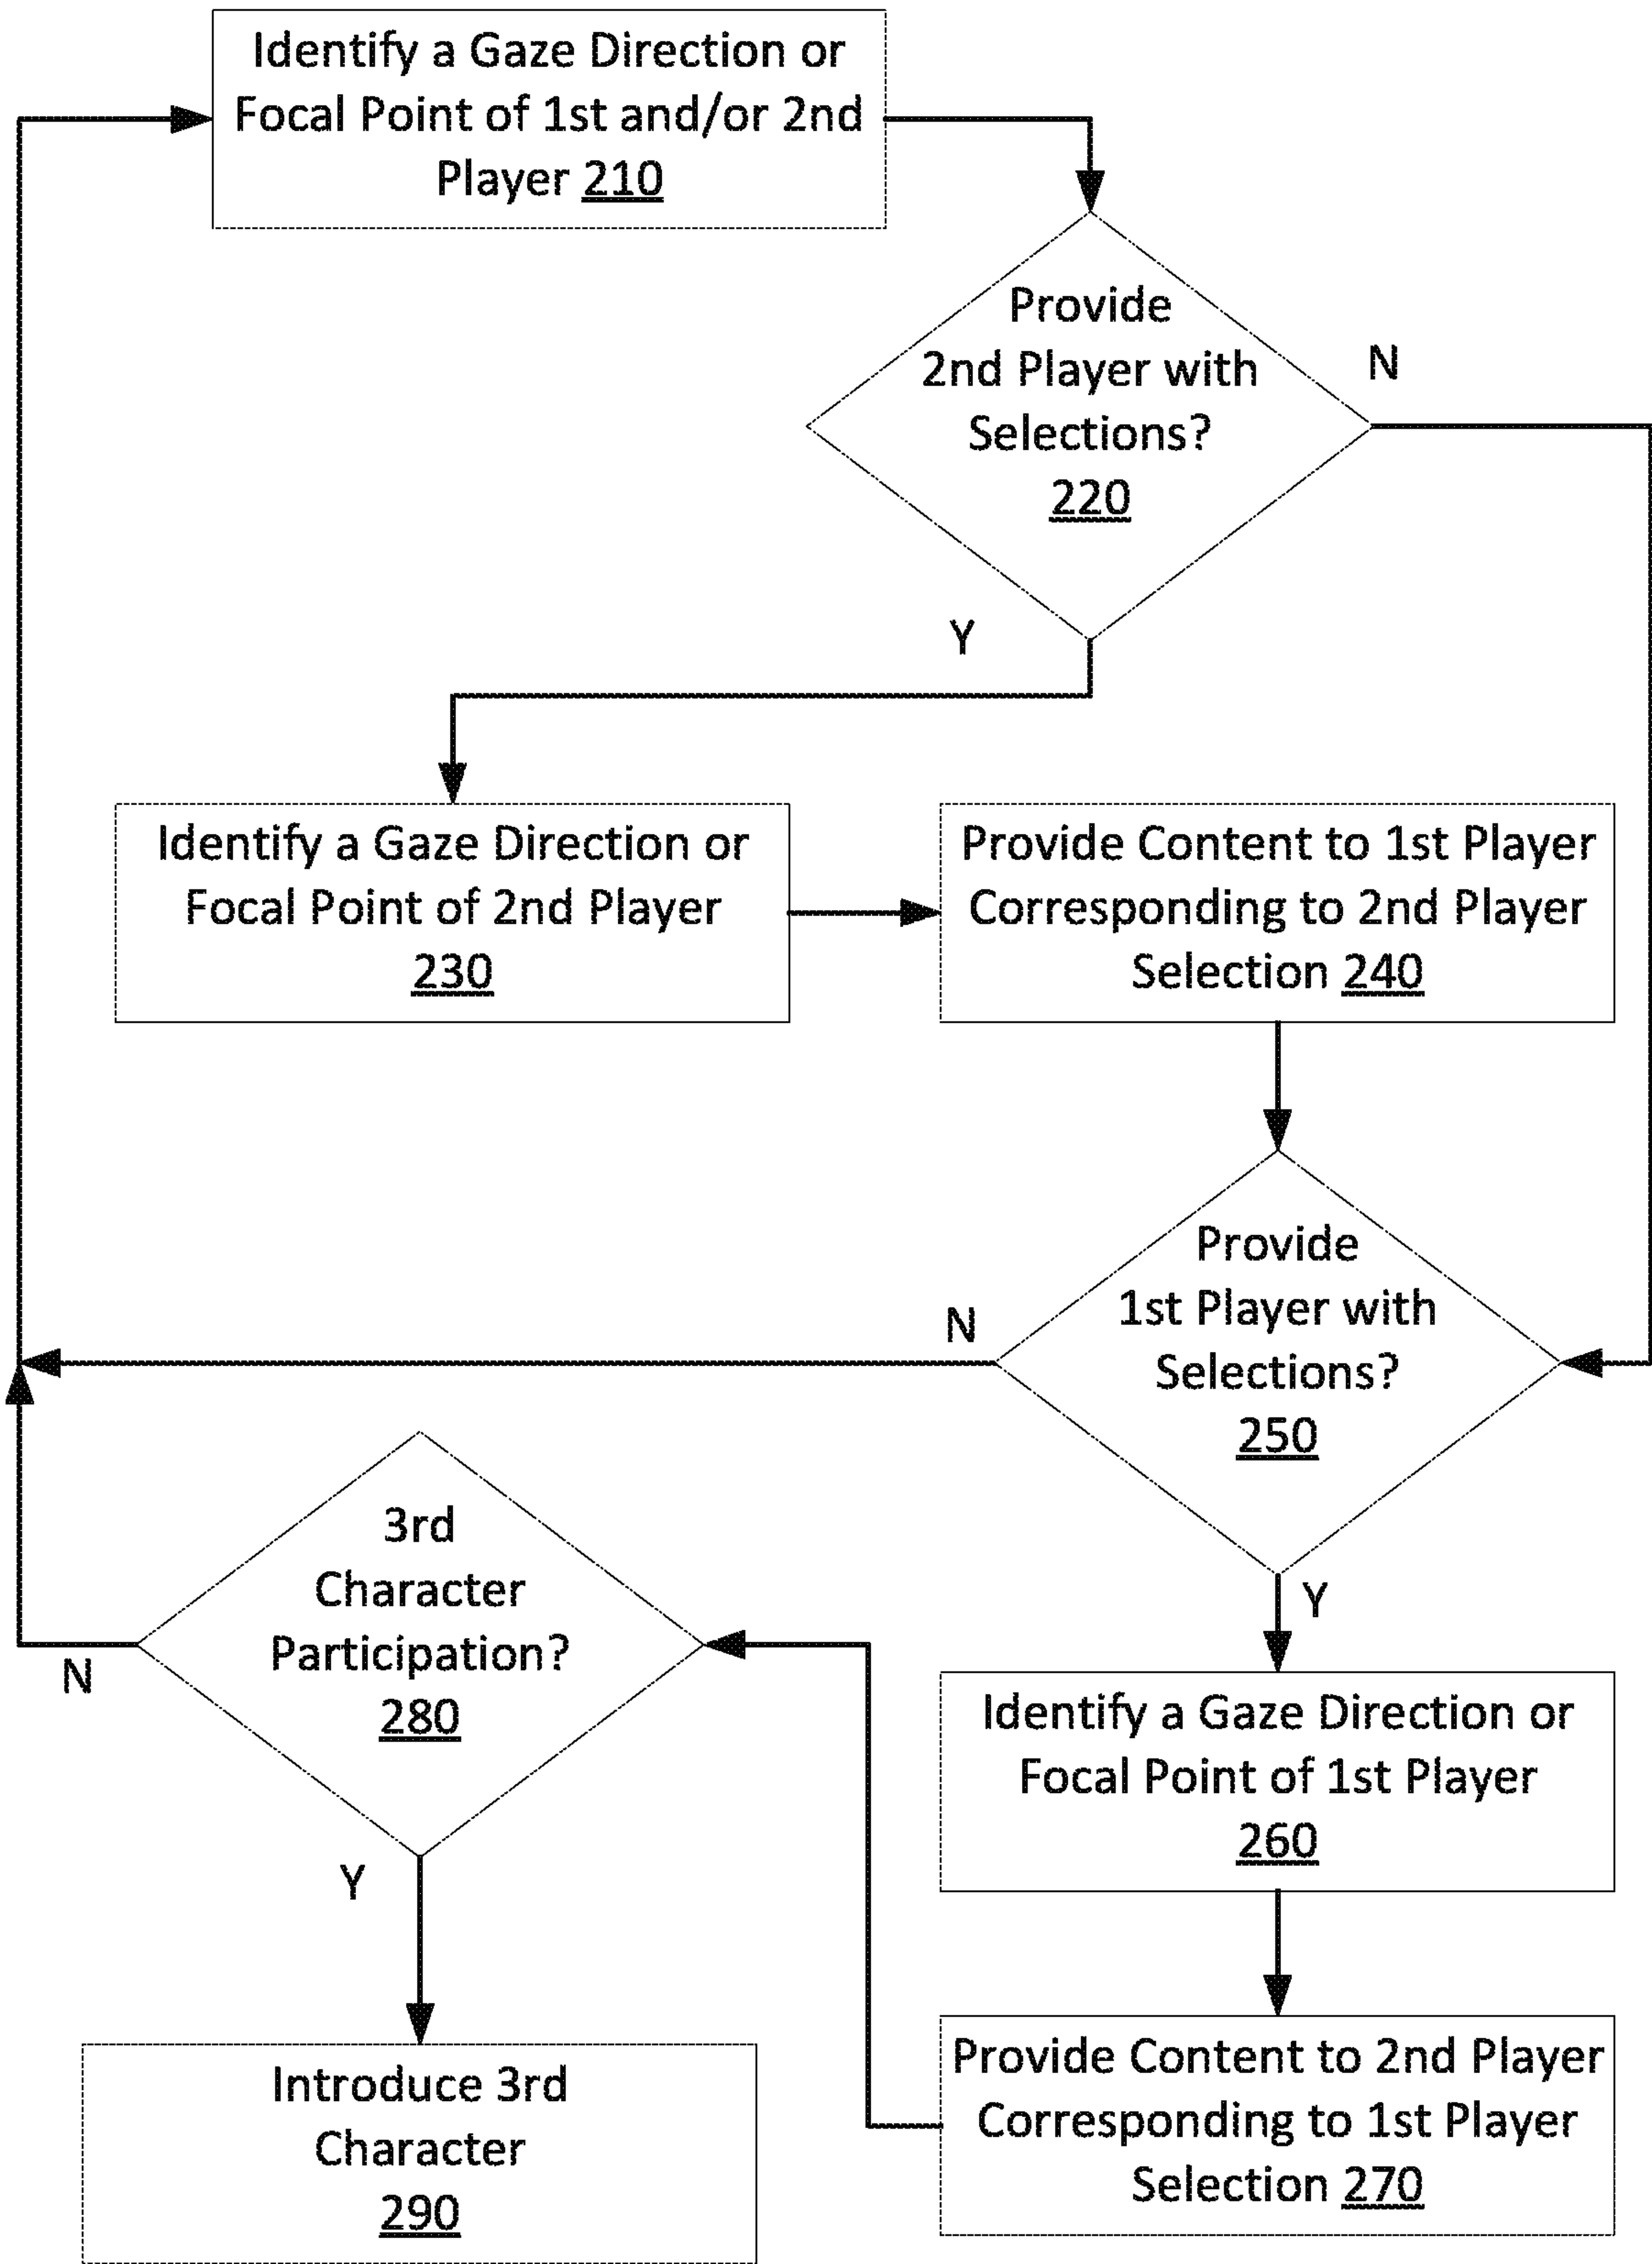 Identify a Gaze Direction or
Focal Point of 1st and/or 2nd
Player 210
Provide
2nd Player with
Selections?
220
N
Y
Identify a Gaze Direction or
Focal Point of 2nd Player
230
Provide Content to 1st Player
Corresponding to 2nd Player
Selection 240
Provide
1st Player with
Selections?
250
N
Y
Identify a Gaze Direction or
Focal Point of 1st Player
260
Provide Content to 2nd Player
Corresponding to 1st Player
Selection 270
3rd
Character
Participation?
280
N
Y
Introduce 3rd
Character
290